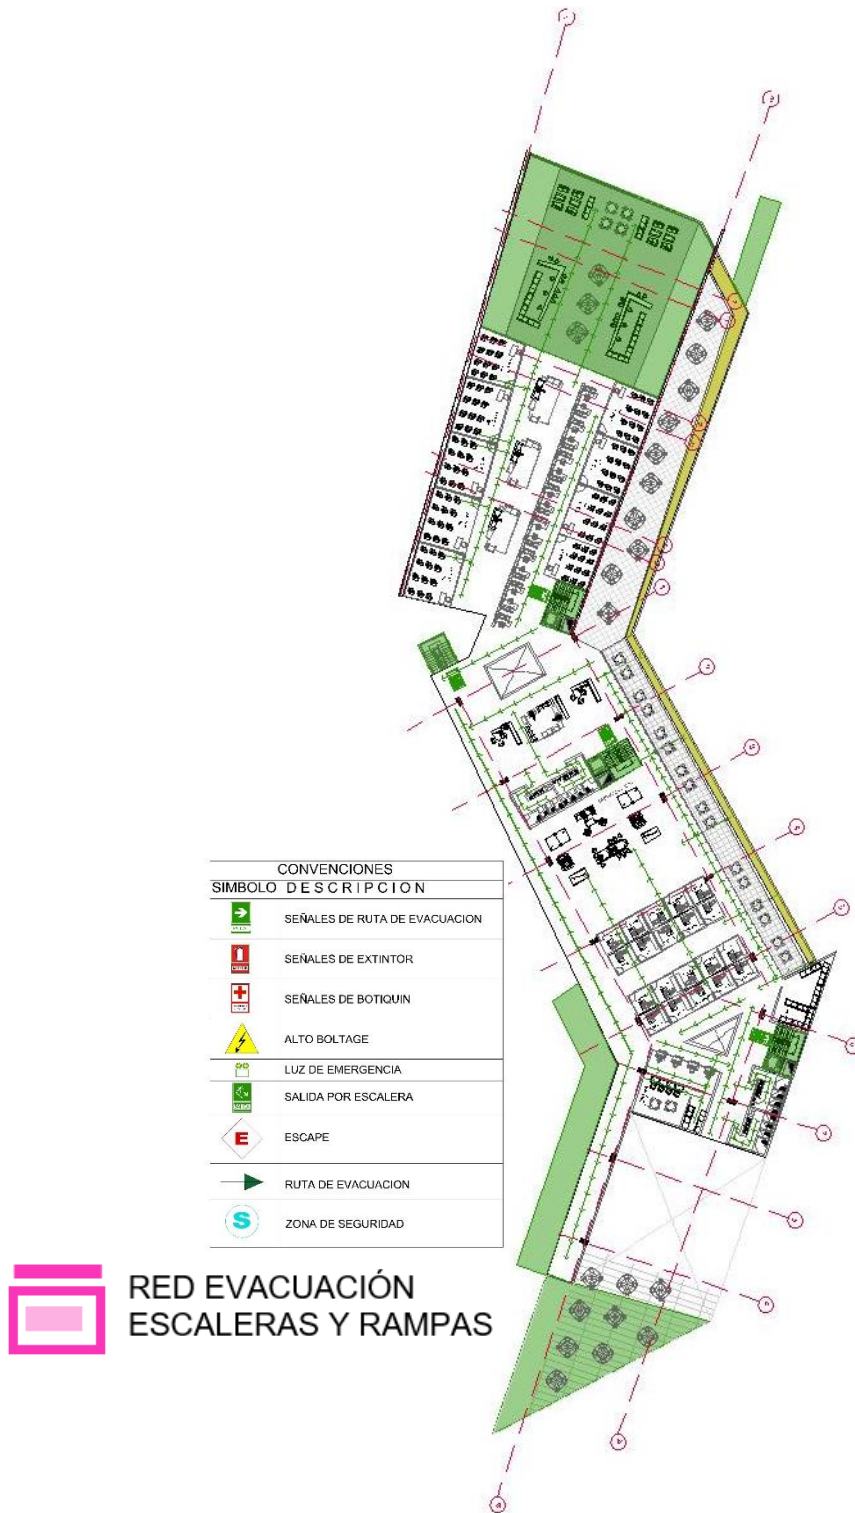 CONVENCIONES
SIMBOLO DESCRIPCION
SEÑALES DE RUTA DE EVACUACION
SEÑALES DE EXTINTOR
SEÑALES DE BOTIQUIN
ALTO BOLTAGE
LUZ DE EMERGENCIA
SALIDA POR ESCALERA
E ESCAPE
RUTA DE EVACUACION
S ZONA DE SEGURIDAD
RED EVACUACIÓN
ESCALERAS Y RAMPAS